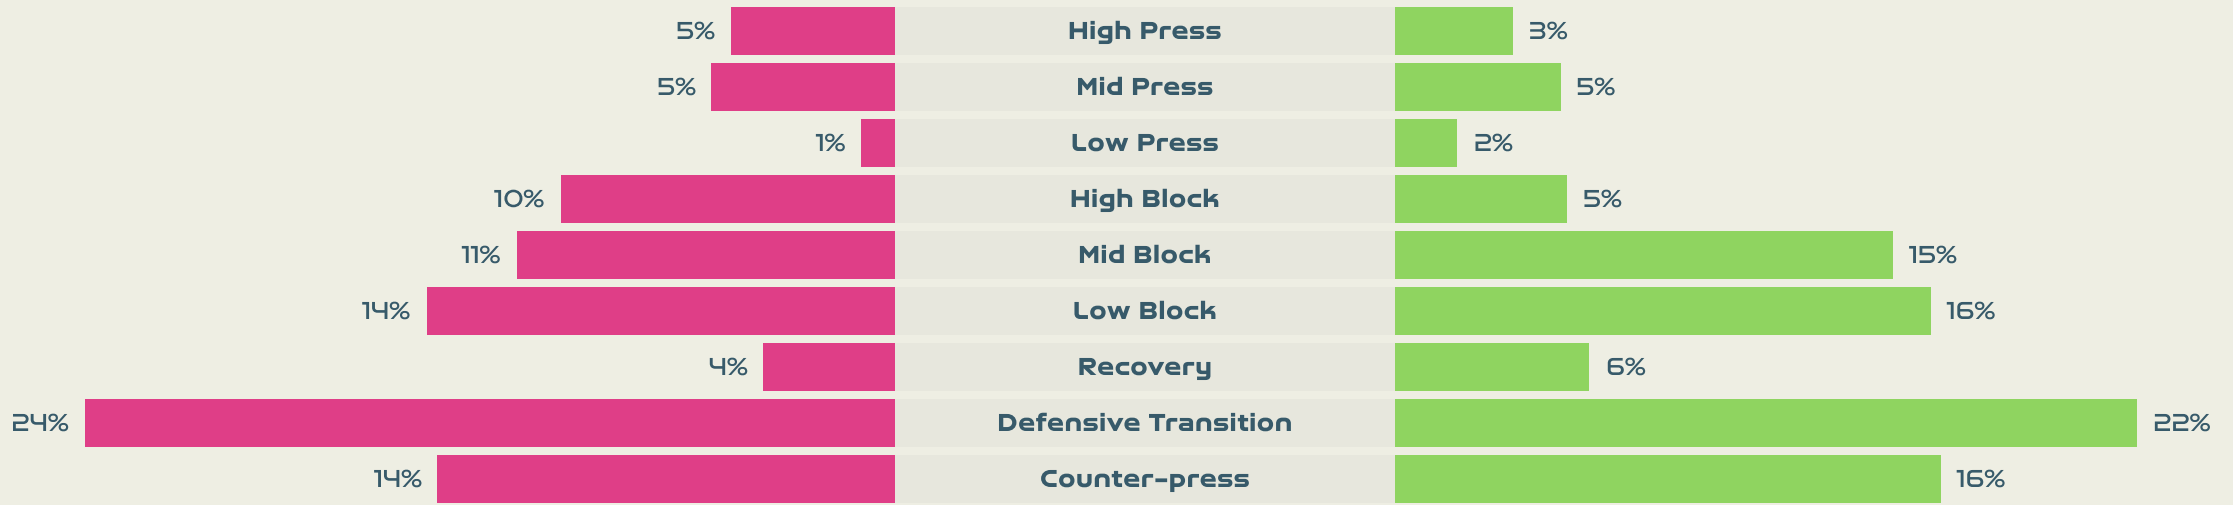 5% High Press 3%
5% Mid Press 5%
1% Low Press 2%
10% High Block 5%
11% Mid Block 15%
14% Low Block 16%
4% Recovery 6%
24% Defensive Transition 22%
14% Counter-press 16%